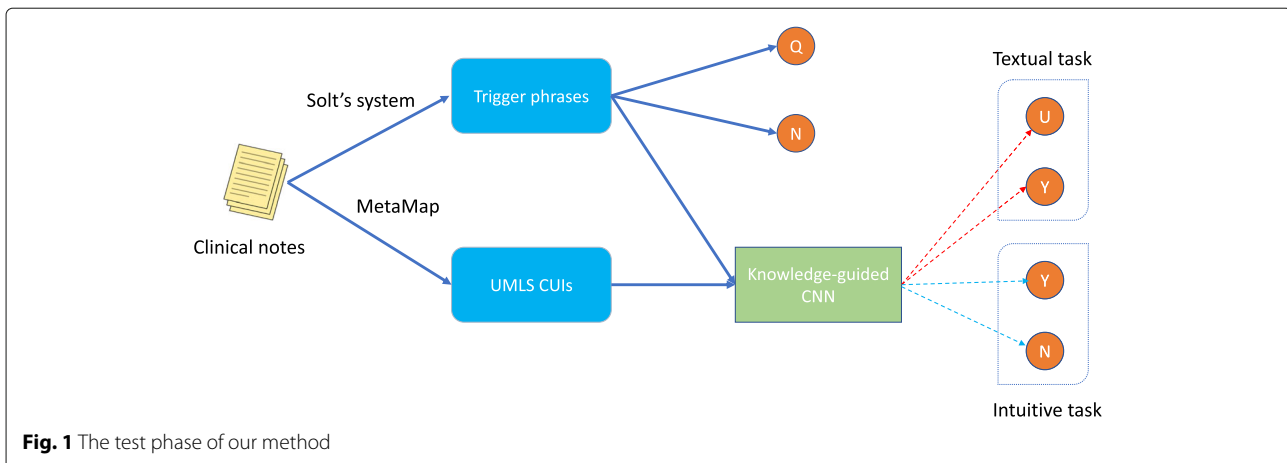 Q
Textual task
Solt's system
Trigger phrases
U
N
MetaMap
Y
Clinical notes
UMLS CUIs
Knowledge-guided
CNN
Y
N
Intuitive task
Fig. 1 The test phase of our method